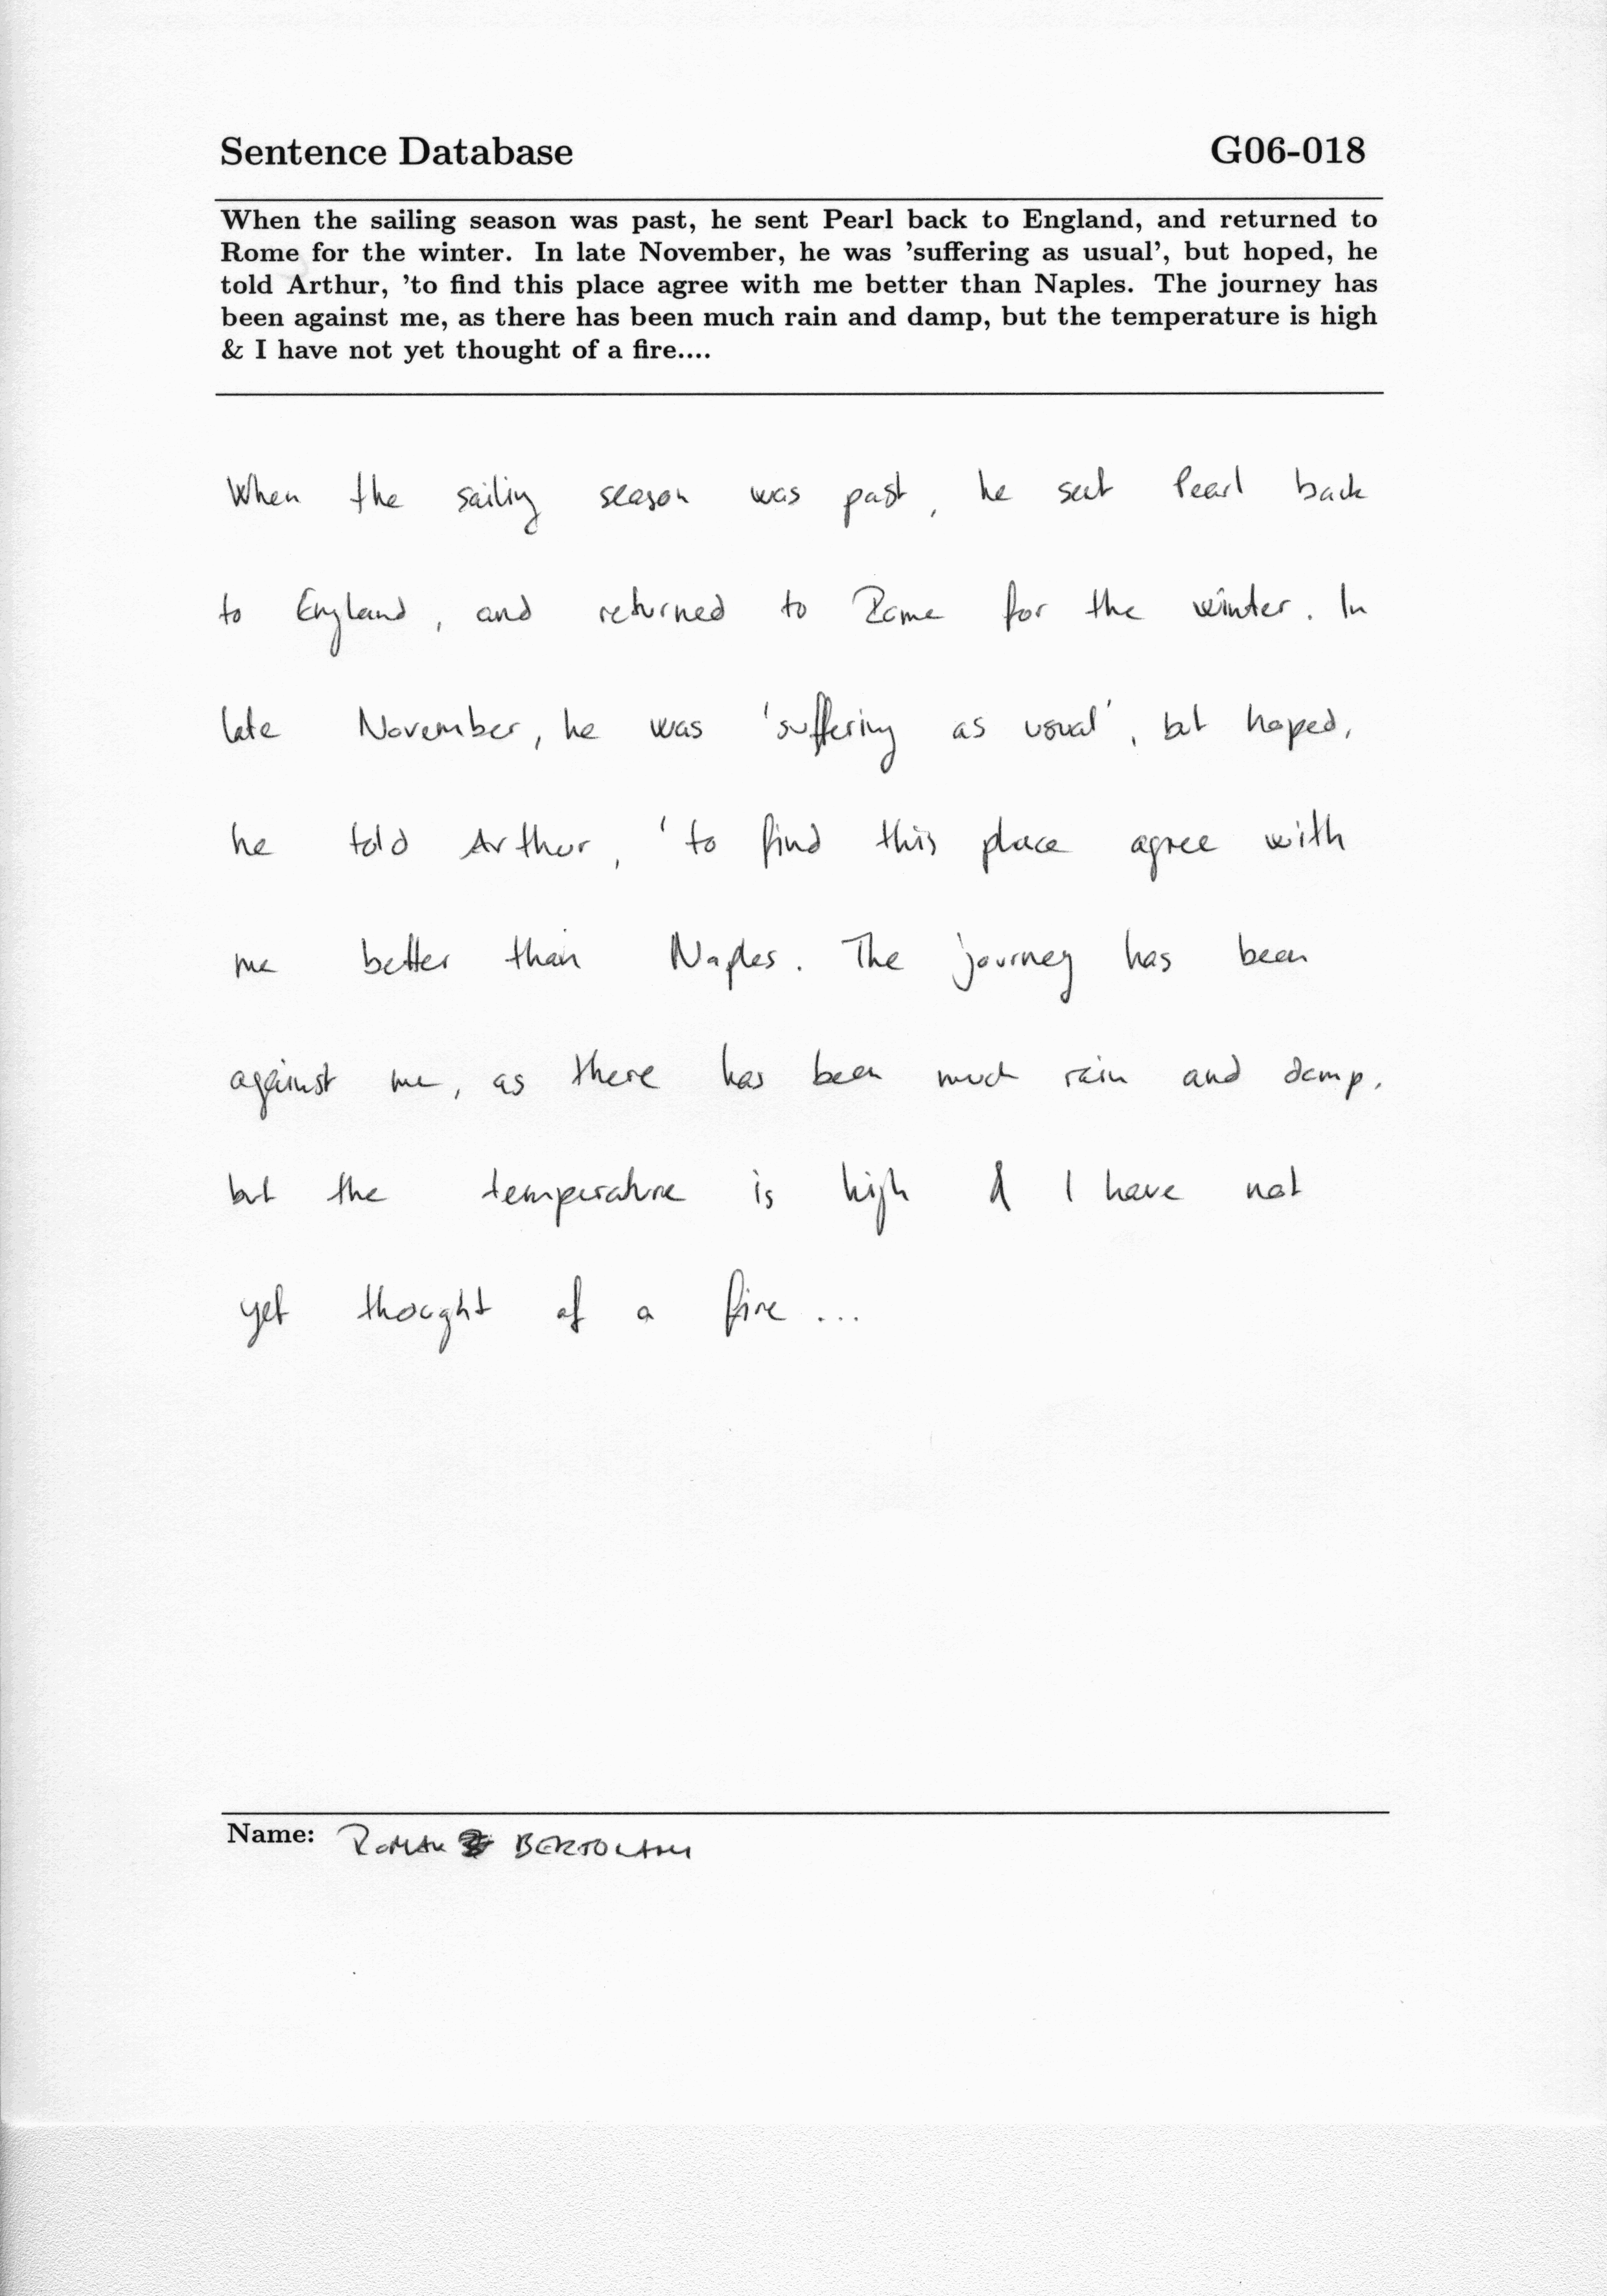 Sentence Database G06-018
When the sailing season was past, he sent Pearl back to England, and returned to
Rome for the winter. In late November, he was 'suffering as usual', but hoped, he
told Arthur, 'to find this place agree with me better than Naples. The journey has
been against me, as there has been much rain and damp, but the temperature is high
& I have not yet thought of a fire....
When the sailing season was past, he sent Pearl back
to England, and returned to Rome for the winter. In
late November, he was 'suffering as usual', but hoped,
he told Arthur, 'to find this place agree with
me better than Naples. The journey has been
against me, as there has been much rain and damp,
but the temperature is high & I have not
yet thought of a fire...
Name: ROMAN BERTOLAMI